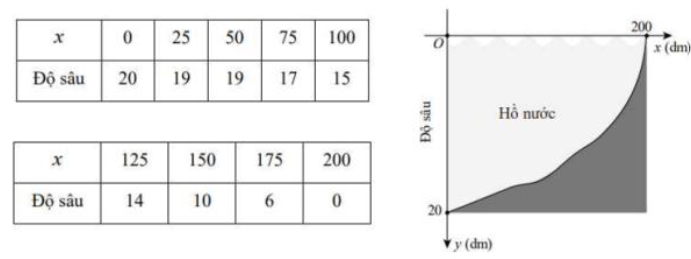 x 0 25 50 75 100
Độ sâu 20 19 19 17 15
x 125 150 175 200
Độ sâu 14 10 6 0
O 200
x (dm)
Độ sâu
Hồ nước
20
y (dm)